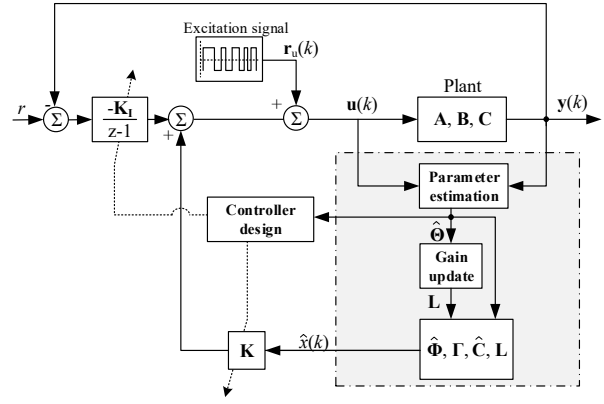 Excitation signal
r_u(k)
Plant
r
-
Σ
-K_I
z-1
+
Σ
+
Σ
u(k)
A, B, C
y(k)
Parameter
estimation
Controller
design
Θ̂
Gain
update
L
K
x̂(k)
Φ̂, Γ, Ĉ, L